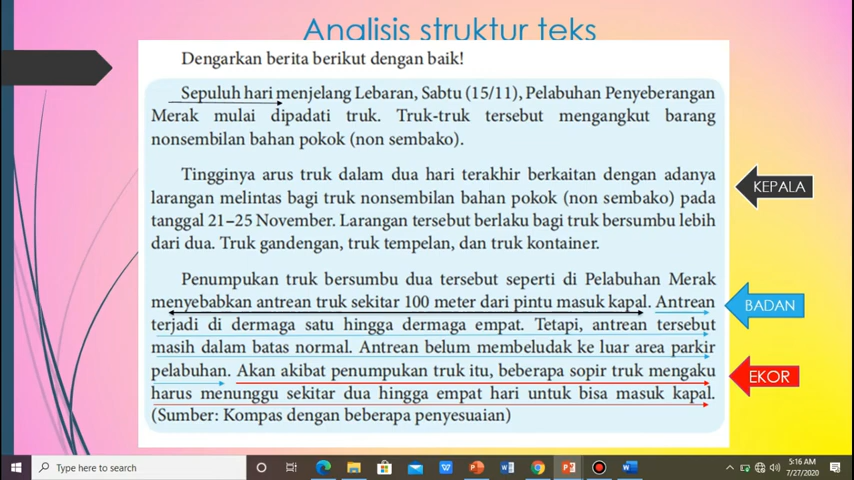 Analisis struktur teks
Dengarkan berita berikut dengan baik!
Sepuluh hari menjelang Lebaran, Sabtu (15/11), Pelabuhan Penyeberangan
Merak mulai dipadati truk. Truk-truk tersebut mengangkut barang
nonsembilan bahan pokok (non sembako).
Tingginya arus truk dalam dua hari terakhir berkaitan dengan adanya
larangan melintas bagi truk nonsembilan bahan pokok (non sembako) pada
tanggal 21–25 November. Larangan tersebut berlaku bagi truk bersumbu lebih
dari dua. Truk gandengan, truk tempelan, dan truk kontainer.
KEPALA
Penumpukan truk bersumbu dua tersebut seperti di Pelabuhan Merak
menyebabkan antrean truk sekitar 100 meter dari pintu masuk kapal. Antrean
terjadi di dermaga satu hingga dermaga empat. Tetapi, antrean tersebut
masih dalam batas normal. Antrean belum membeludak ke luar area parkir
pelabuhan. Akan akibat penumpukan truk itu, beberapa sopir truk mengaku
harus menunggu sekitar dua hingga empat hari untuk bisa masuk kapal.
(Sumber: Kompas dengan beberapa penyesuaian)
BADAN
EKOR
Type here to search
5:16 AM
7/27/2020